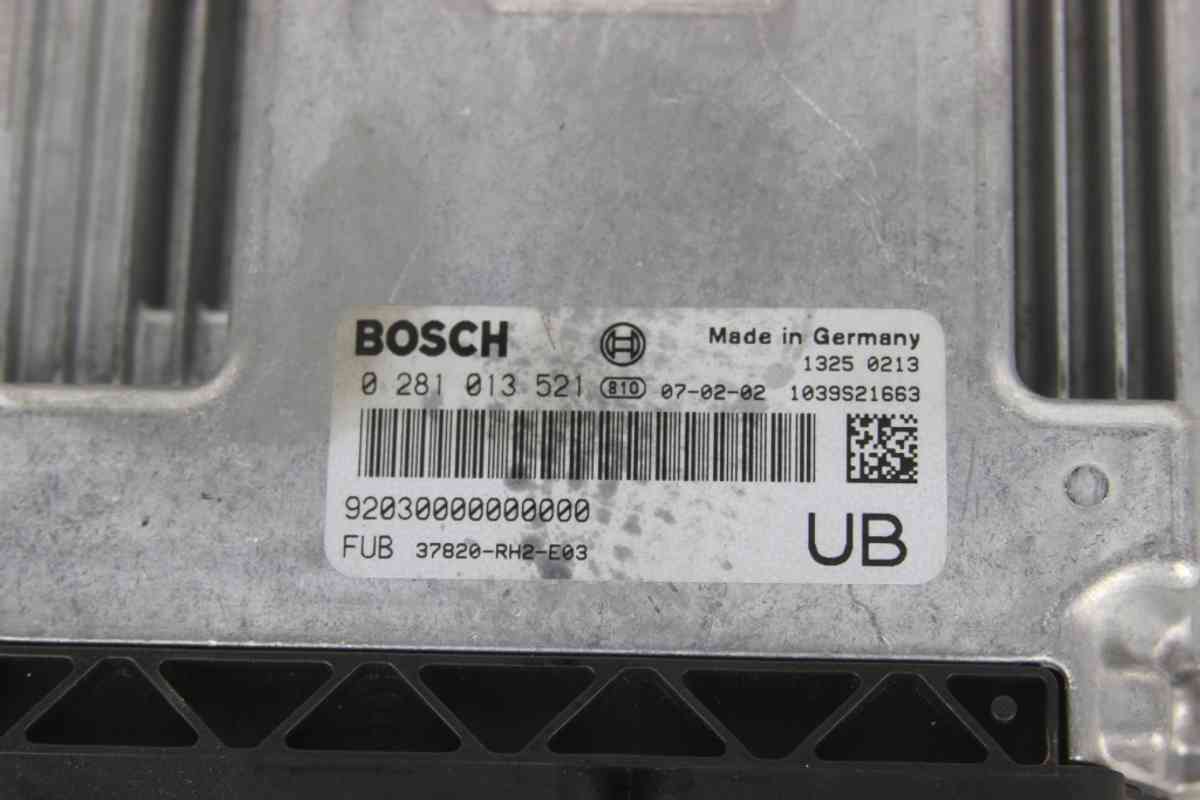 BOSCH
Made in Germany
1325 0213
0 281 013 521 810 07-02-02 1039S21663
92030000000000
FUB 37820-RH2-E03
UB